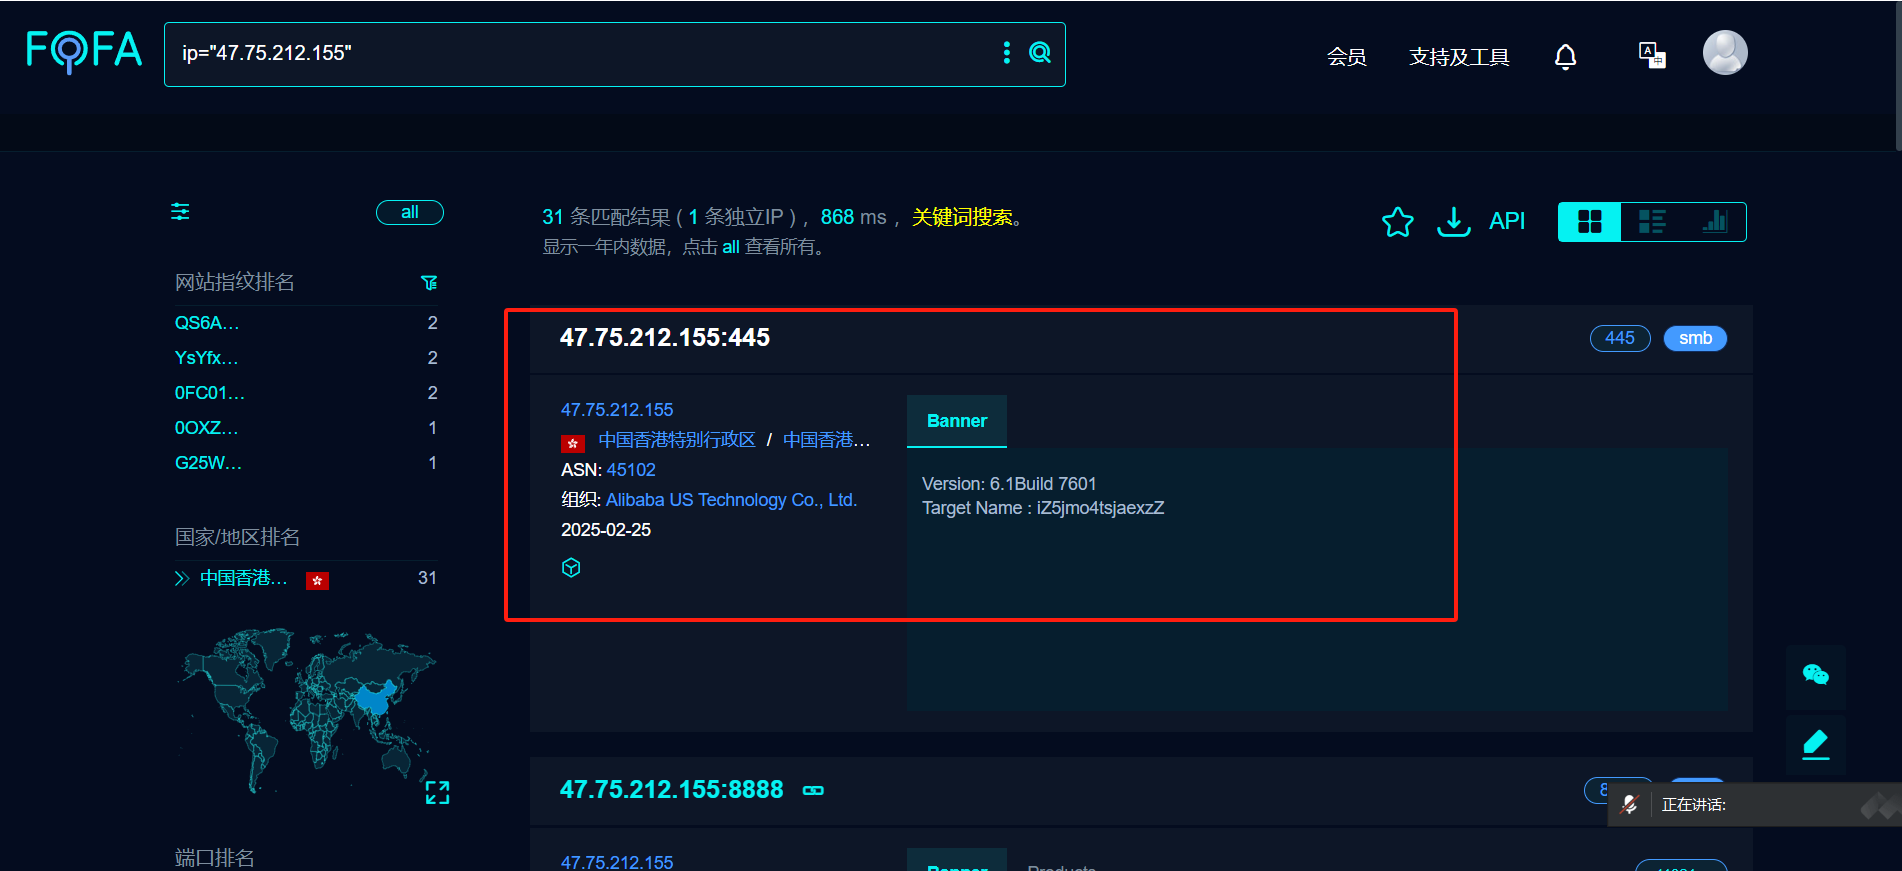 FOFA
ip="47.75.212.155"
会员
支持及工具
all
31 条匹配结果 ( 1 条独立IP ) ， 868 ms ， 关键词搜索。
显示一年内数据，点击 all 查看所有。
API
网站指纹排名
QS6A… 2
YsYfx… 2
0FC01… 2
0OXZ… 1
G25W… 1
国家/地区排名
中国香港… 31
端口排名
47.75.212.155:445
445 smb
47.75.212.155
中国香港特别行政区 / 中国香港…
ASN: 45102
组织: Alibaba US Technology Co., Ltd.
2025-02-25
Banner
Version: 6.1Build 7601
Target Name : iZ5jmo4tsjaexzZ
47.75.212.155:8888
正在讲话:
47.75.212.155
Banner Products